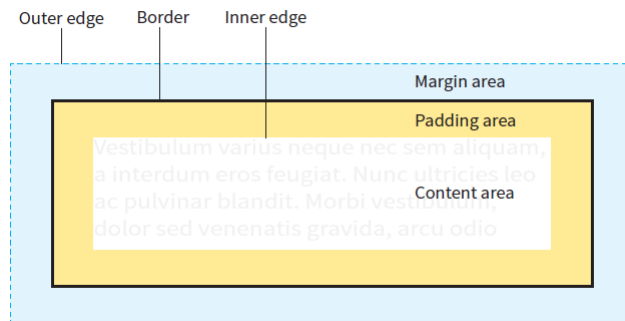 Outer edge Border Inner edge
Margin area
Padding area
Vestibulum varius neque nec sem aliquam,
a interdum eros feugiat. Nunc ultricies leo
Content area
ac pulvinar blandit. Morbi vestibulum,
dolor sed venenatis gravida, arcu odio